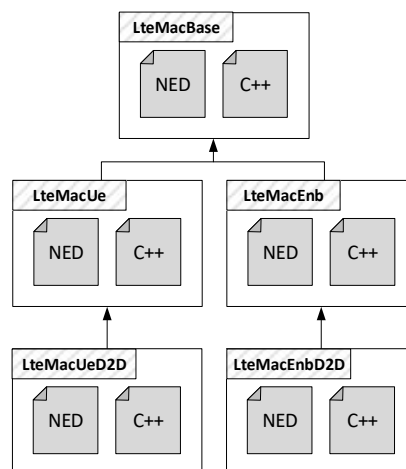 LteMacBase
NED C++
LteMacUe LteMacEnb
NED C++ NED C++
LteMacUeD2D LteMacEnbD2D
NED C++ NED C++